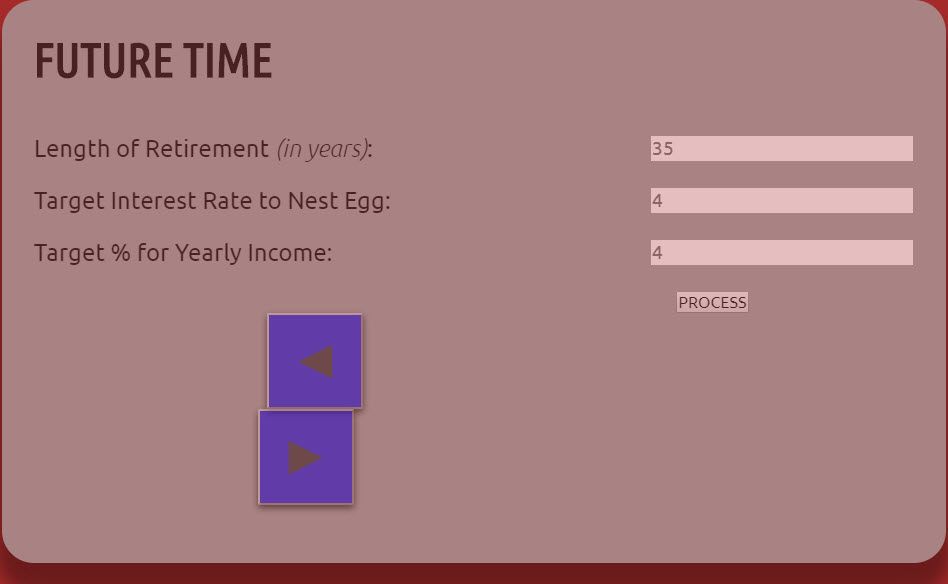 FUTURE TIME
Length of Retirement (in years): 35
Target Interest Rate to Nest Egg: 4
Target % for Yearly Income: 4
PROCESS